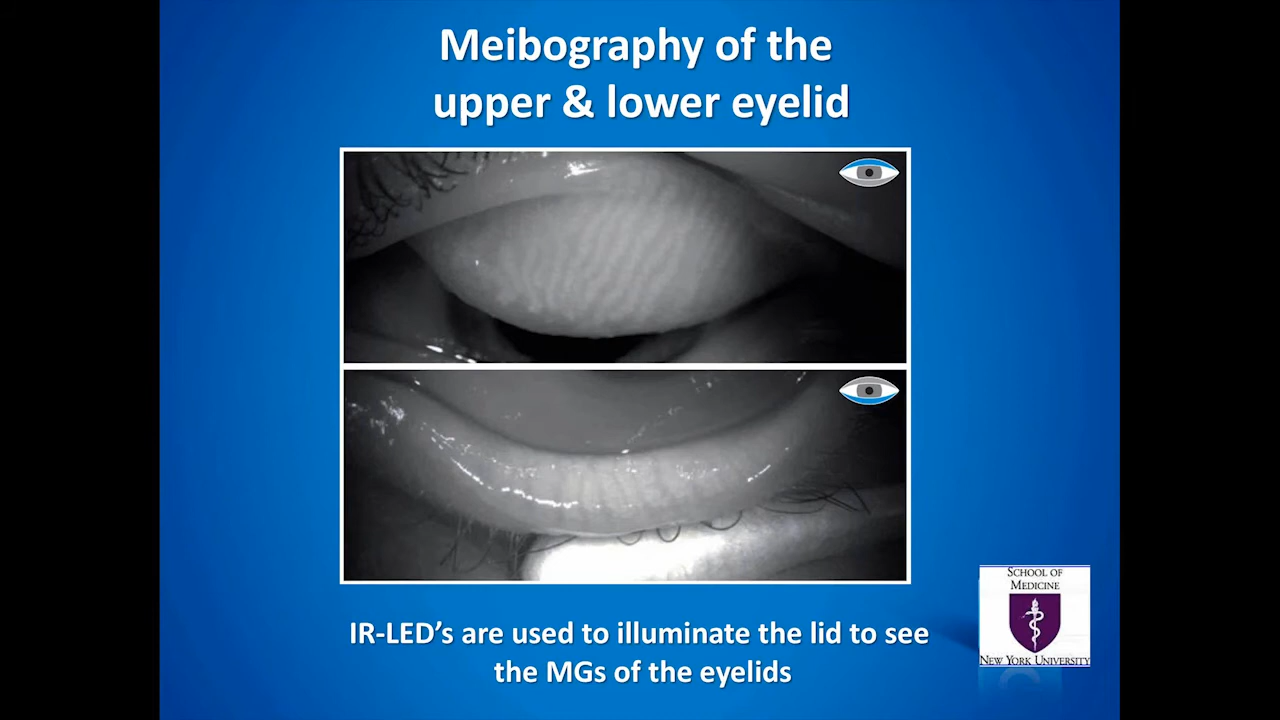 Meibography of the
upper & lower eyelid
IR-LED’s are used to illuminate the lid to see
the MGs of the eyelids
SCHOOL OF
MEDICINE
NEW YORK UNIVERSITY